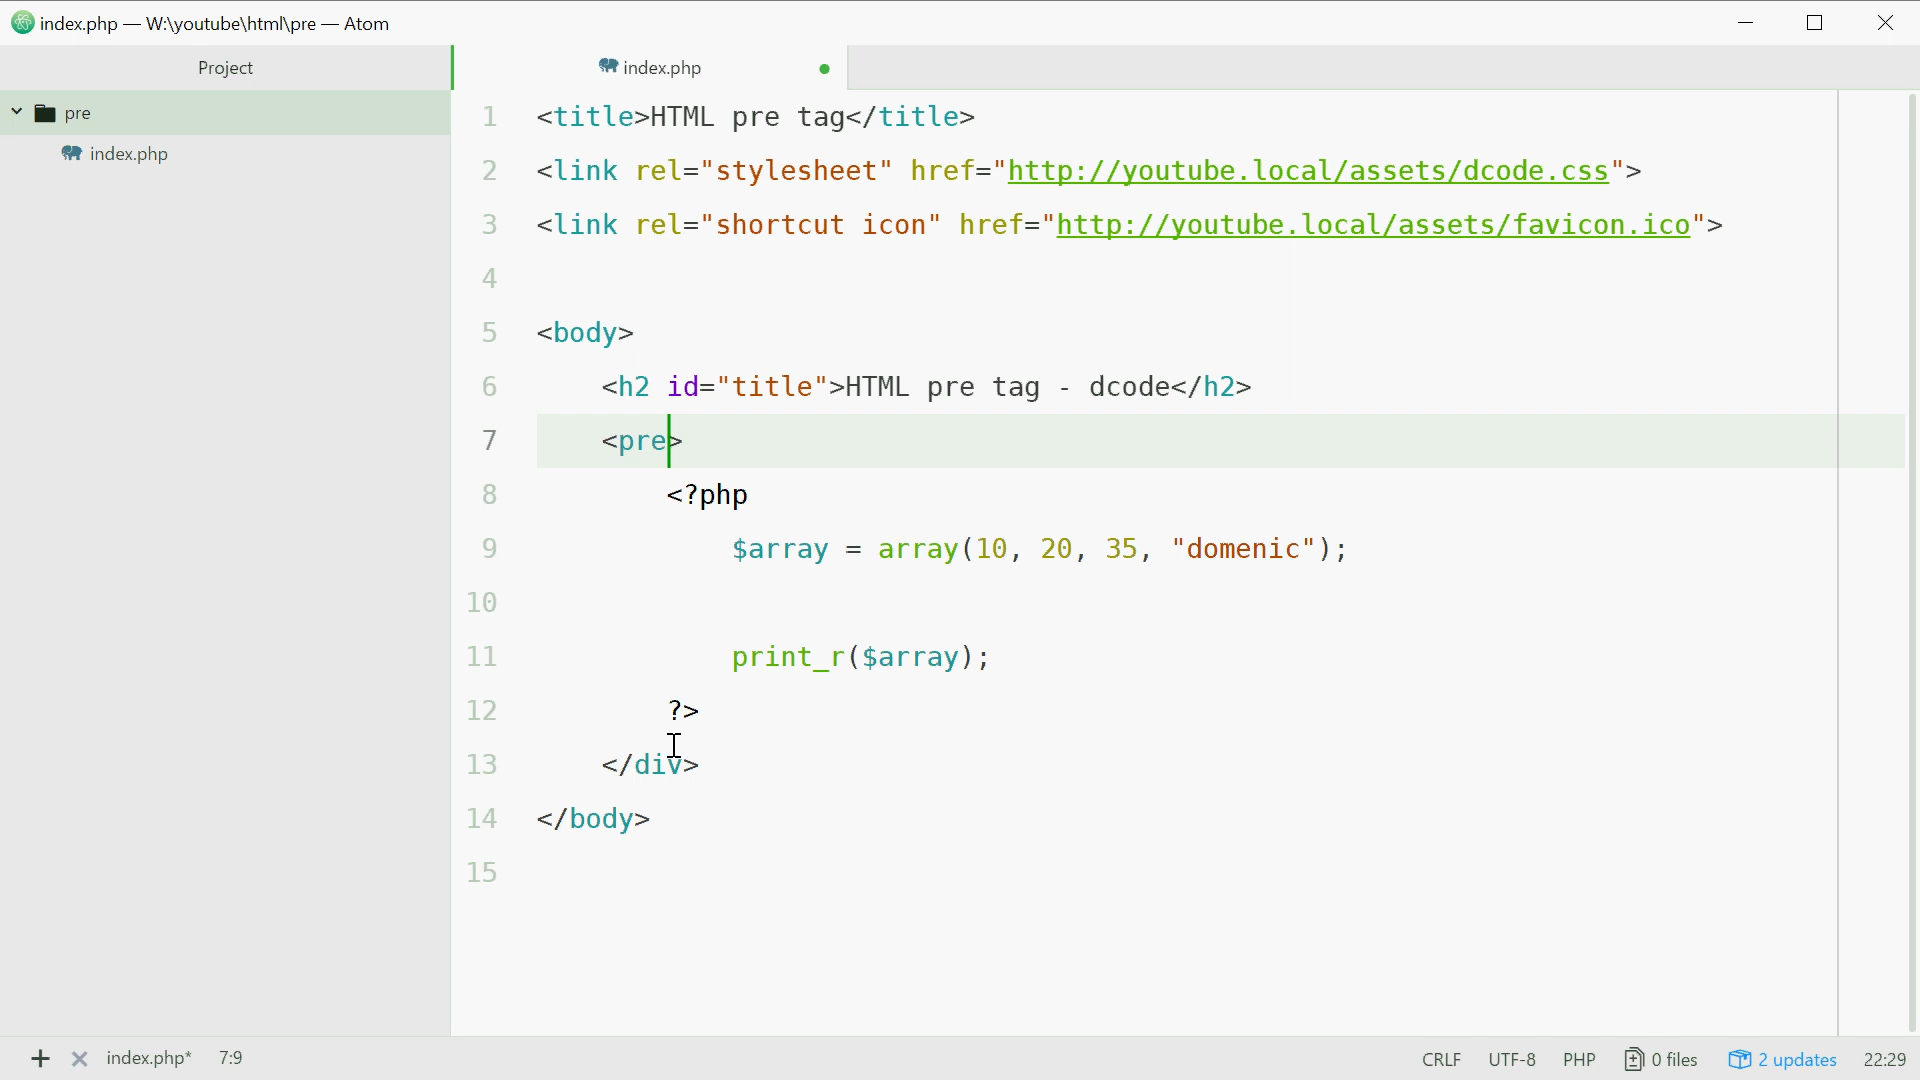 index.php — W:\youtube\html\pre — Atom
Project
index.php
pre
index.php
1 <title>HTML pre tag</title>
2 <link rel="stylesheet" href="http://youtube.local/assets/dcode.css">
3 <link rel="shortcut icon" href="http://youtube.local/assets/favicon.ico">
4
5 <body>
6 <h2 id="title">HTML pre tag - dcode</h2>
7 <pre>
8 <?php
9 $array = array(10, 20, 35, "domenic");
10
11 print_r($array);
12 ?>
13 </div>
14 </body>
15
index.php* 7:9 CRLF UTF-8 PHP 0 files 2 updates 22:29